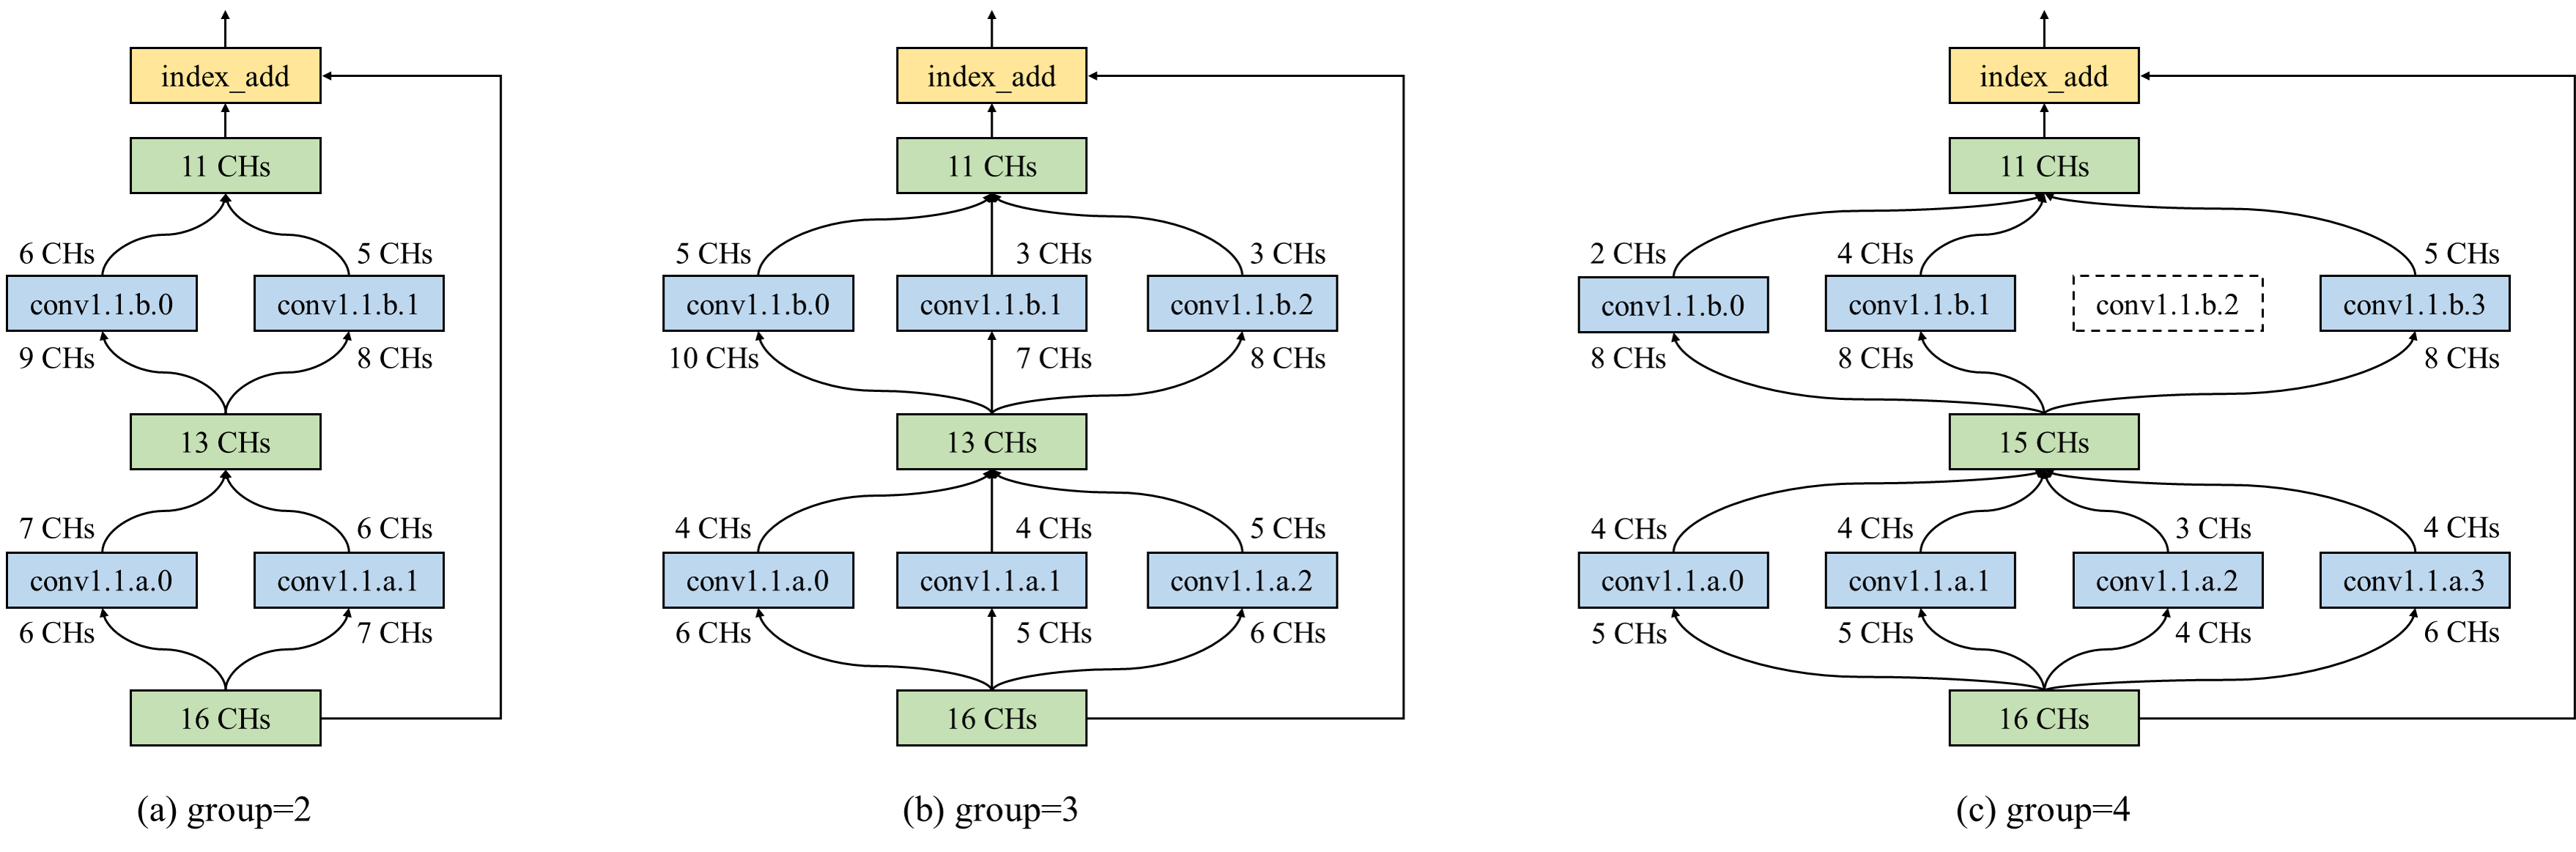 index_add
11 CHs
6 CHs
5 CHs
conv1.1.b.0
conv1.1.b.1
9 CHs
8 CHs
13 CHs
7 CHs
6 CHs
conv1.1.a.0
conv1.1.a.1
6 CHs
7 CHs
16 CHs
(a) group=2
index_add
11 CHs
5 CHs
3 CHs
3 CHs
conv1.1.b.0
conv1.1.b.1
conv1.1.b.2
10 CHs
7 CHs
8 CHs
13 CHs
4 CHs
4 CHs
5 CHs
conv1.1.a.0
conv1.1.a.1
conv1.1.a.2
6 CHs
5 CHs
6 CHs
16 CHs
(b) group=3
index_add
11 CHs
2 CHs
4 CHs
5 CHs
conv1.1.b.0
conv1.1.b.1
conv1.1.b.2
conv1.1.b.3
8 CHs
8 CHs
8 CHs
15 CHs
4 CHs
4 CHs
3 CHs
4 CHs
conv1.1.a.0
conv1.1.a.1
conv1.1.a.2
conv1.1.a.3
5 CHs
5 CHs
4 CHs
6 CHs
16 CHs
(c) group=4